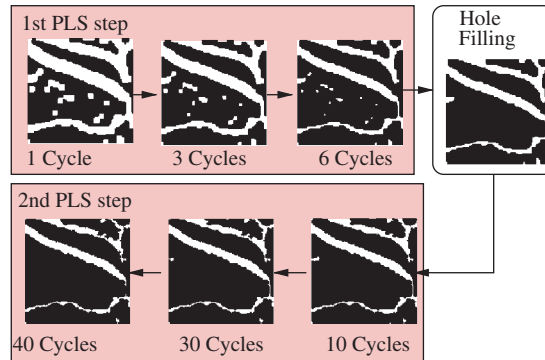 1st PLS step
1 Cycle
3 Cycles
6 Cycles
Hole
Filling
2nd PLS step
40 Cycles
30 Cycles
10 Cycles